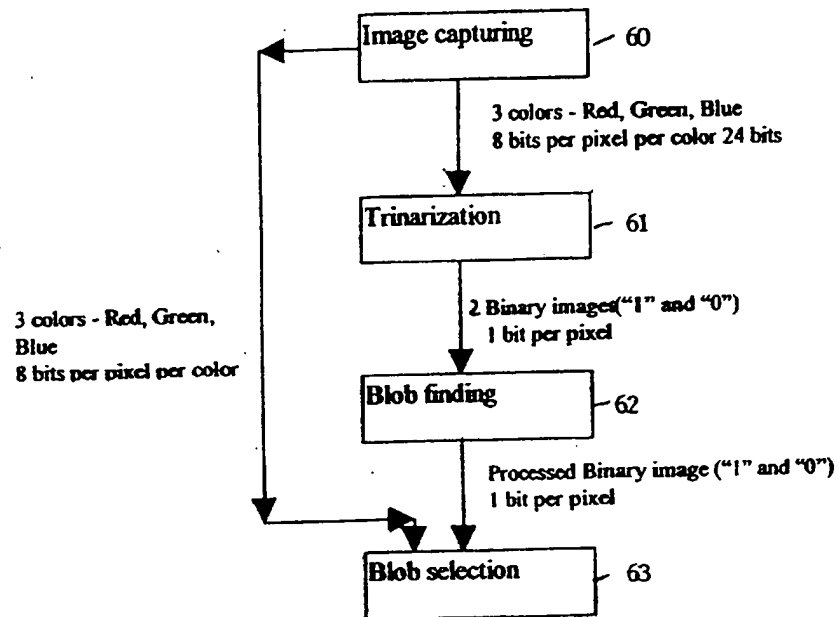 Image capturing
60
3 colors - Red, Green, Blue
8 bits per pixel per color 24 bits
Trinarization
61
2 Binary images("1" and "0")
1 bit per pixel
3 colors - Red, Green,
Blue
8 bits per pixel per color
Blob finding
62
Processed Binary image ("1" and "0")
1 bit per pixel
Blob selection
63